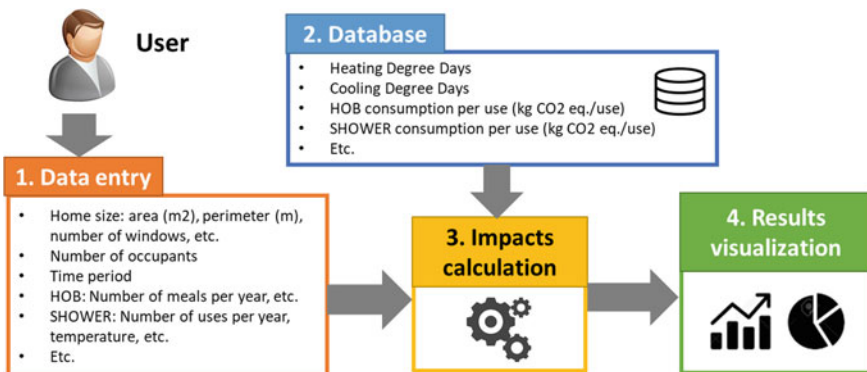 User
2. Database
• Heating Degree Days
• Cooling Degree Days
• HOB consumption per use (kg CO2 eq./use)
• SHOWER consumption per use (kg CO2 eq./use)
• Etc.
1. Data entry
• Home size: area (m2), perimeter (m),
number of windows, etc.
• Number of occupants
• Time period
• HOB: Number of meals per year, etc.
• SHOWER: Number of uses per year,
temperature, etc.
• Etc.
3. Impacts
calculation
4. Results
visualization